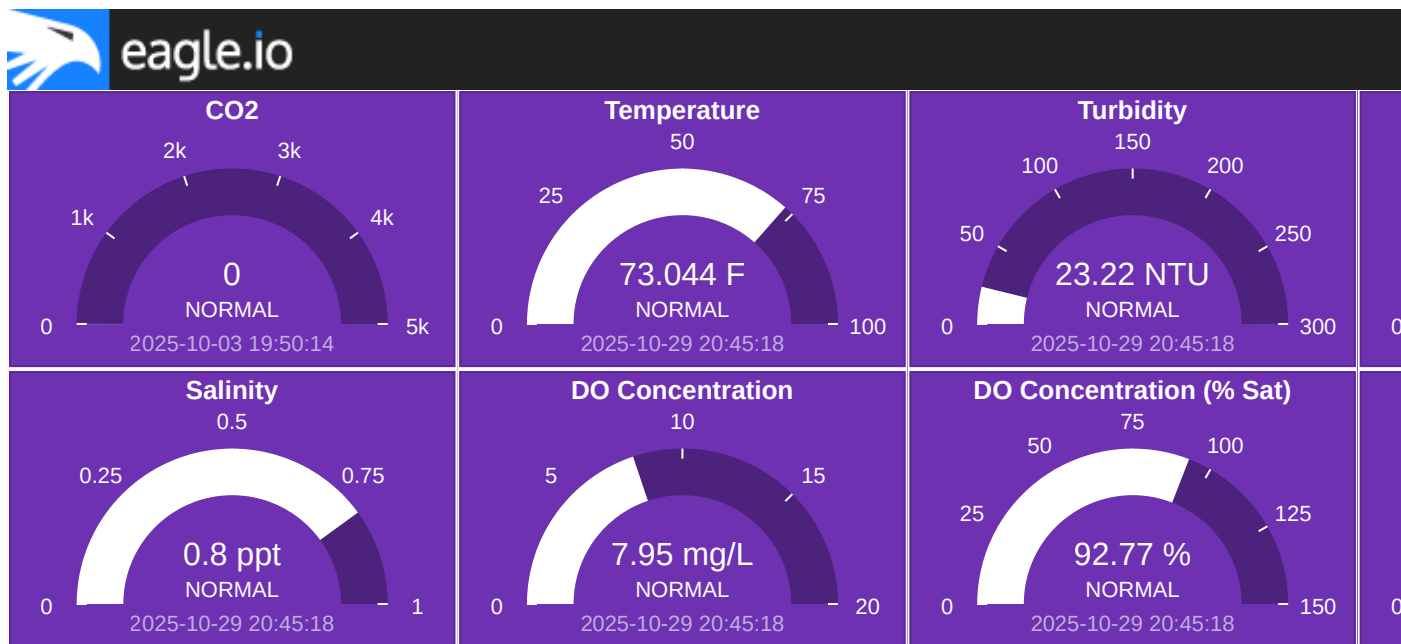 eagle.io
CO2
2k
3k
1k
4k
0
NORMAL
0
5k
2025-10-03 19:50:14
Temperature
50
25
75
73.044 F
NORMAL
0
100
2025-10-29 20:45:18
Turbidity
150
100
200
50
250
23.22 NTU
NORMAL
0
300
2025-10-29 20:45:18
0
Salinity
0.5
0.25
0.75
0.8 ppt
NORMAL
0
1
2025-10-29 20:45:18
DO Concentration
10
5
15
7.95 mg/L
NORMAL
0
20
2025-10-29 20:45:18
DO Concentration (% Sat)
75
50
100
25
125
92.77 %
NORMAL
0
150
2025-10-29 20:45:18
0